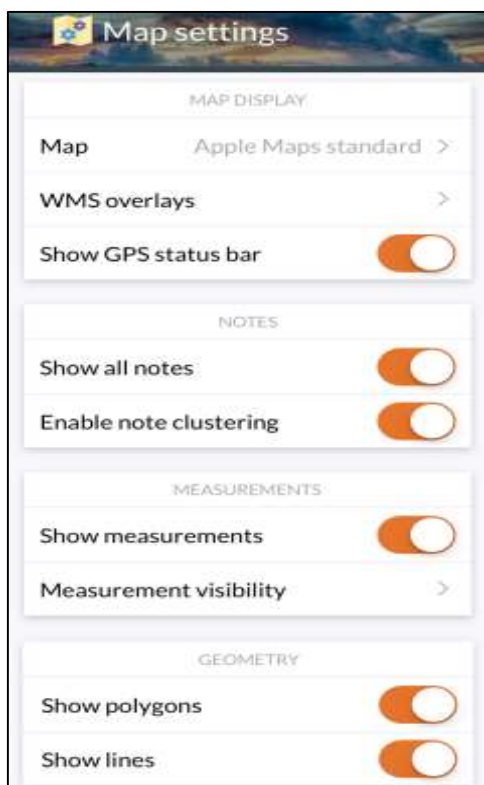 Map settings
MAP DISPLAY
Map Apple Maps standard >
WMS overlays >
Show GPS status bar
NOTES
Show all notes
Enable note clustering
MEASUREMENTS
Show measurements
Measurement visibility >
GEOMETRY
Show polygons
Show lines